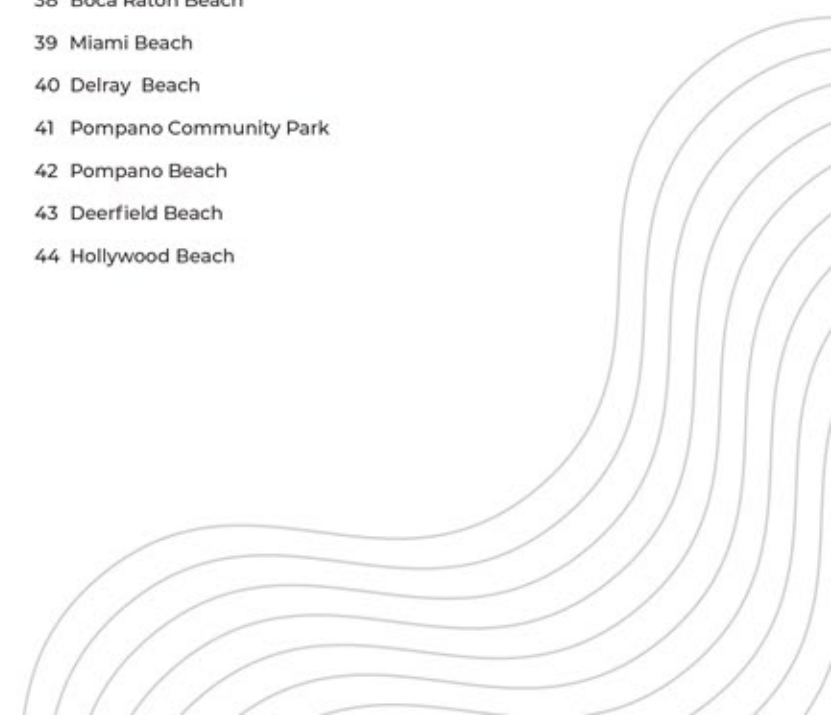 38 Boca Raton Beach
39 Miami Beach
40 Delray  Beach
41 Pompano Community Park
42 Pompano Beach
43 Deerfield Beach
44 Hollywood Beach